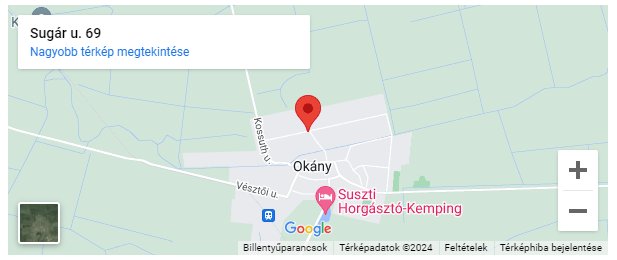 K
Sugár u. 69
Nagyobb térkép megtekintése
Kossuth u.
Okány
Vésztői u.
Suszti
Horgásztó-Kemping
Google
Billentyűparancsok Térképadatok ©2024 Feltételek Térképhiba bejelentése